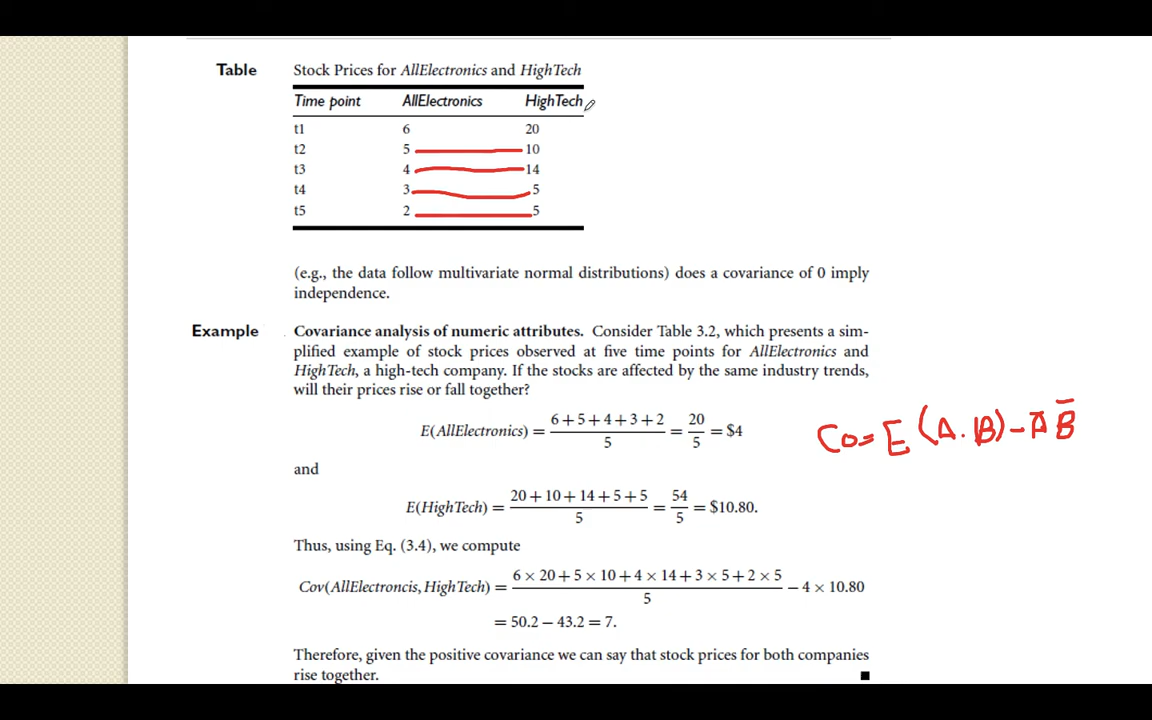 Table Stock Prices for AllElectronics and HighTech
Time point AllElectronics HighTech
t1 6 20
t2 5 10
t3 4 14
t4 3 5
t5 2 5
(e.g., the data follow multivariate normal distributions) does a covariance of 0 imply
independence.
Example Covariance analysis of numeric attributes. Consider Table 3.2, which presents a sim-
plified example of stock prices observed at five time points for AllElectronics and
HighTech, a high-tech company. If the stocks are affected by the same industry trends,
will their prices rise or fall together?
E(AllElectronics) = (6 + 5 + 4 + 3 + 2)/5 = 20/5 = $4
Co = E (A.B) – A̅ B̅
and
E(HighTech) = (20 + 10 + 14 + 5 + 5)/5 = 54/5 = $10.80.
Thus, using Eq. (3.4), we compute
Cov(AllElectroncis, HighTech) = (6 × 20 + 5 × 10 + 4 × 14 + 3 × 5 + 2 × 5)/5 – 4 × 10.80
= 50.2 – 43.2 = 7.
Therefore, given the positive covariance we can say that stock prices for both companies
rise together.